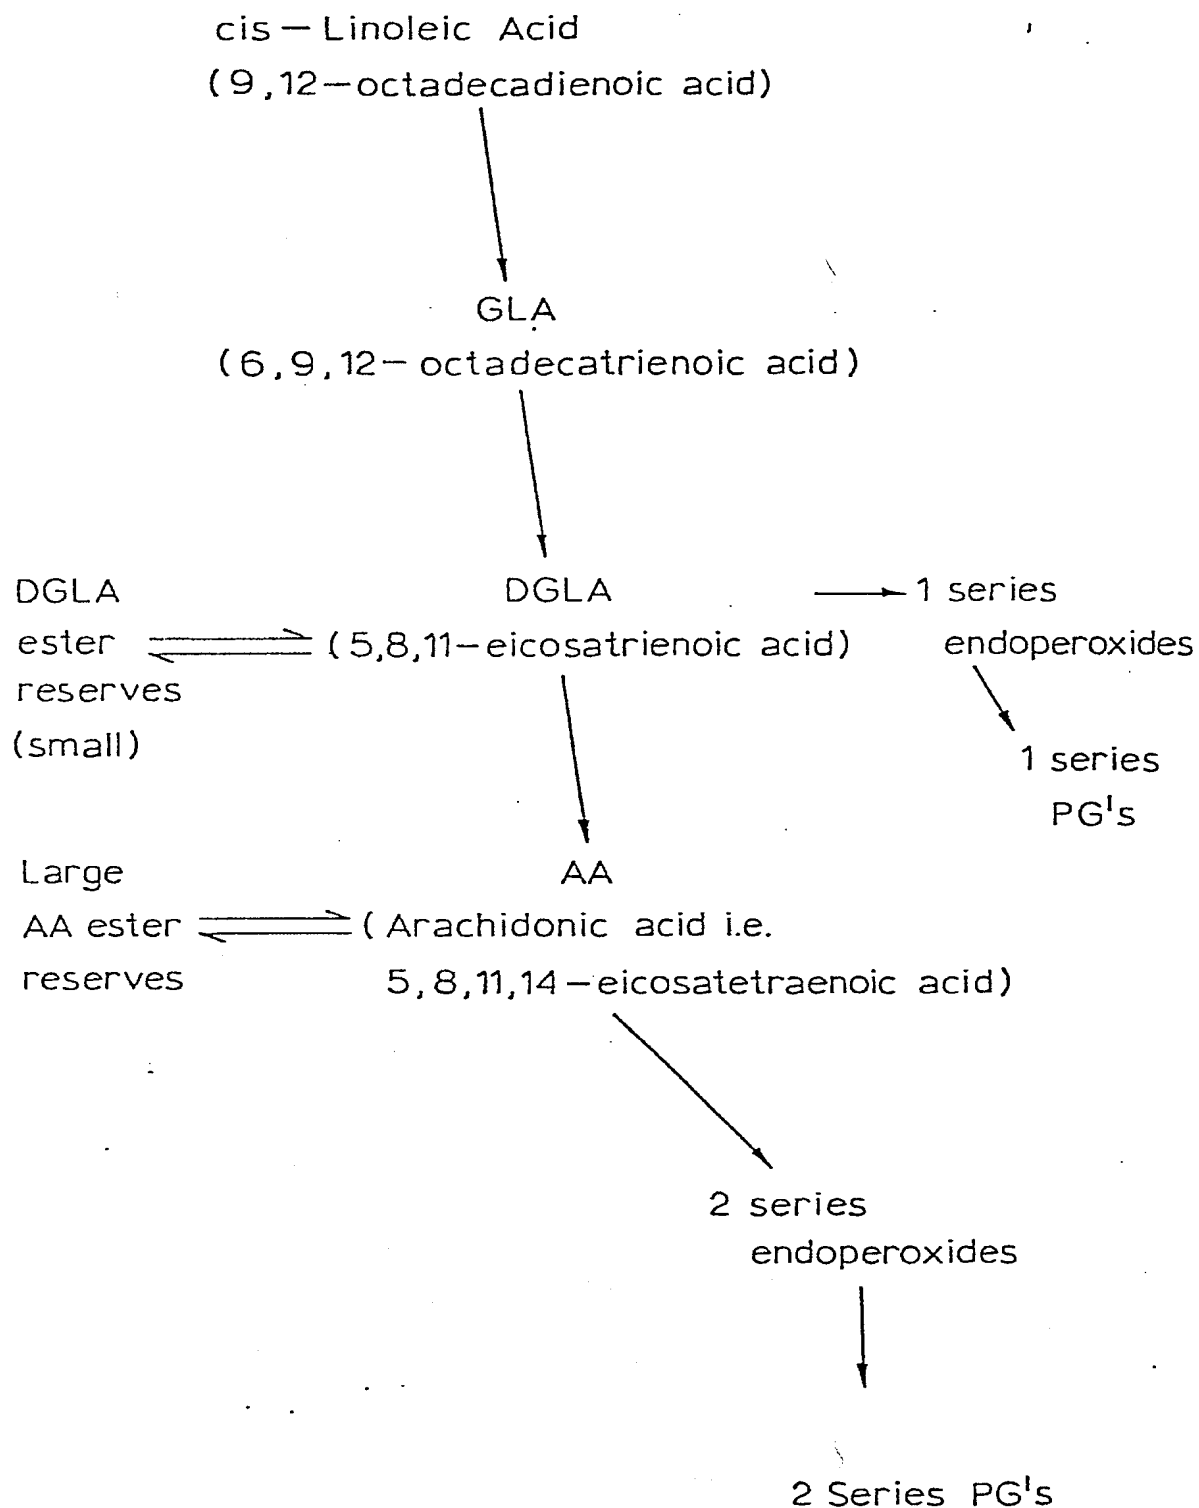 cis — Linoleic Acid
(9,12—octadecadienoic acid)
GLA
(6,9,12— octadecatrienoic acid)
DGLA
ester
reserves
(small)
DGLA
(5,8,11—eicosatrienoic acid)
1 series
endoperoxides
1 series
PG's
Large
AA ester
reserves
AA
(Arachidonic acid i.e.
5,8,11,14—eicosatetraenoic acid)
2 series
endoperoxides
2 Series PG's